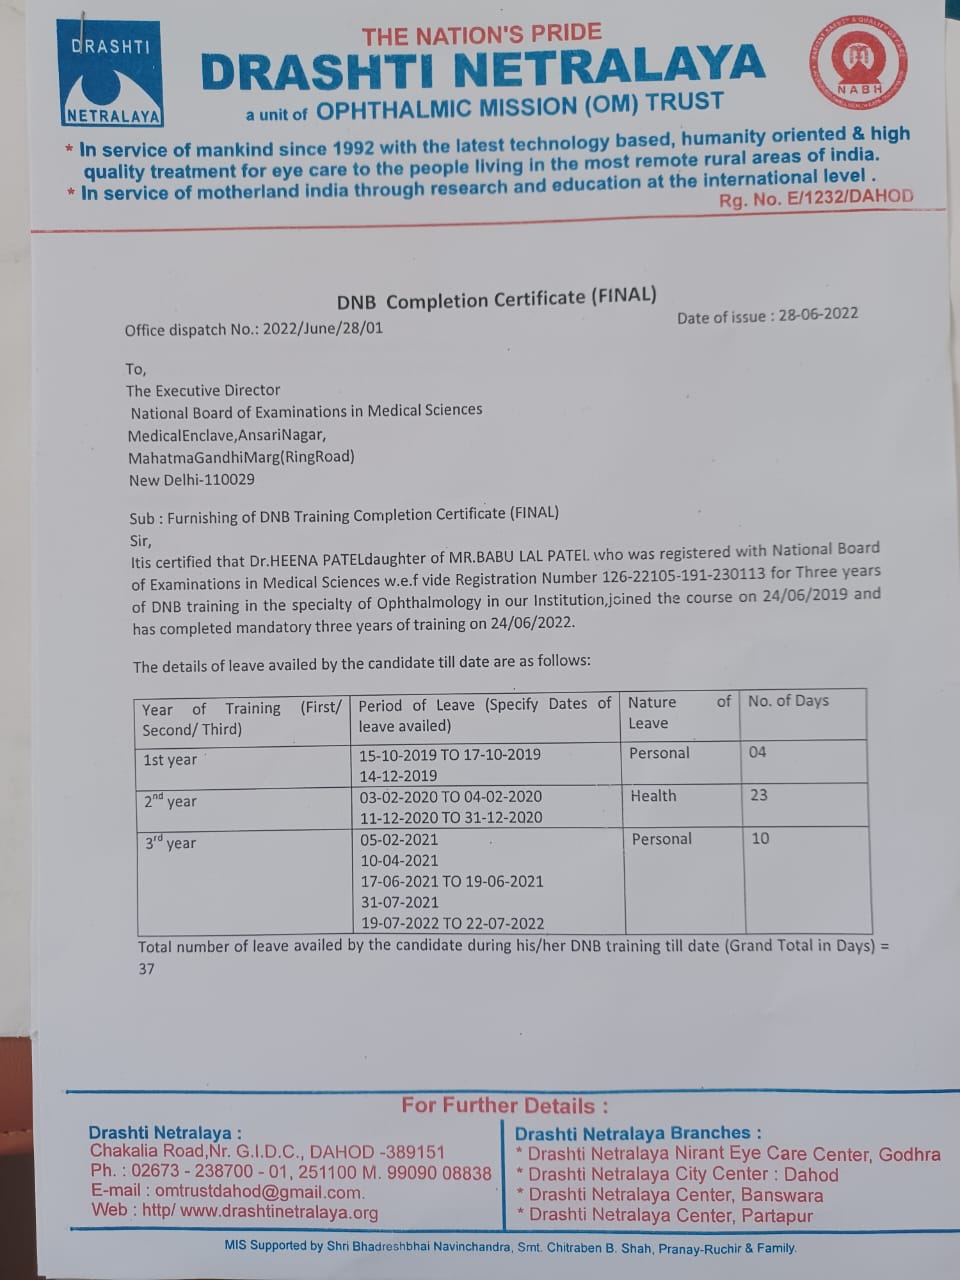 DRASHTI
NETRALAYA
THE NATION'S PRIDE
DRASHTI NETRALAYA
a unit of OPHTHALMIC MISSION (OM) TRUST
NABH
* In service of mankind since 1992 with the latest technology based, humanity oriented & high
quality treatment for eye care to the people living in the most remote rural areas of india.
* In service of motherland india through research and education at the international level .
Rg. No. E/1232/DAHOD
DNB Completion Certificate (FINAL)
Office dispatch No.: 2022/June/28/01
Date of issue : 28-06-2022
To,
The Executive Director
National Board of Examinations in Medical Sciences
MedicalEnclave,AnsariNagar,
MahatmaGandhiMarg(RingRoad)
New Delhi-110029
Sub : Furnishing of DNB Training Completion Certificate (FINAL)
Sir,
Itis certified that Dr.HEENA PATELdaughter of MR.BABU LAL PATEL who was registered with National Board
of Examinations in Medical Sciences w.e.f vide Registration Number 126-22105-191-230113 for Three years
of DNB training in the specialty of Ophthalmology in our Institution,joined the course on 24/06/2019 and
has completed mandatory three years of training on 24/06/2022.
The details of leave availed by the candidate till date are as follows:
Year of Training (First/ Period of Leave (Specify Dates of Nature of No. of Days
Second/ Third) leave availed) Leave
1st year 15-10-2019 TO 17-10-2019 Personal 04
14-12-2019
2nd year 03-02-2020 TO 04-02-2020 Health 23
11-12-2020 TO 31-12-2020
3rd year 05-02-2021 Personal 10
10-04-2021
17-06-2021 TO 19-06-2021
31-07-2021
19-07-2022 TO 22-07-2022
Total number of leave availed by the candidate during his/her DNB training till date (Grand Total in Days) =
37
For Further Details :
Drashti Netralaya :
Chakalia Road,Nr. G.I.D.C., DAHOD -389151
Ph. : 02673 - 238700 - 01, 251100 M. 99090 08838
E-mail : omtrustdahod@gmail.com.
Web : http/ www.drashtinetralaya.org
Drashti Netralaya Branches :
* Drashti Netralaya Nirant Eye Care Center, Godhra
* Drashti Netralaya City Center : Dahod
* Drashti Netralaya Center, Banswara
* Drashti Netralaya Center, Partapur
MIS Supported by Shri Bhadreshbhai Navinchandra, Smt. Chitraben B. Shah, Pranay-Ruchir & Family.